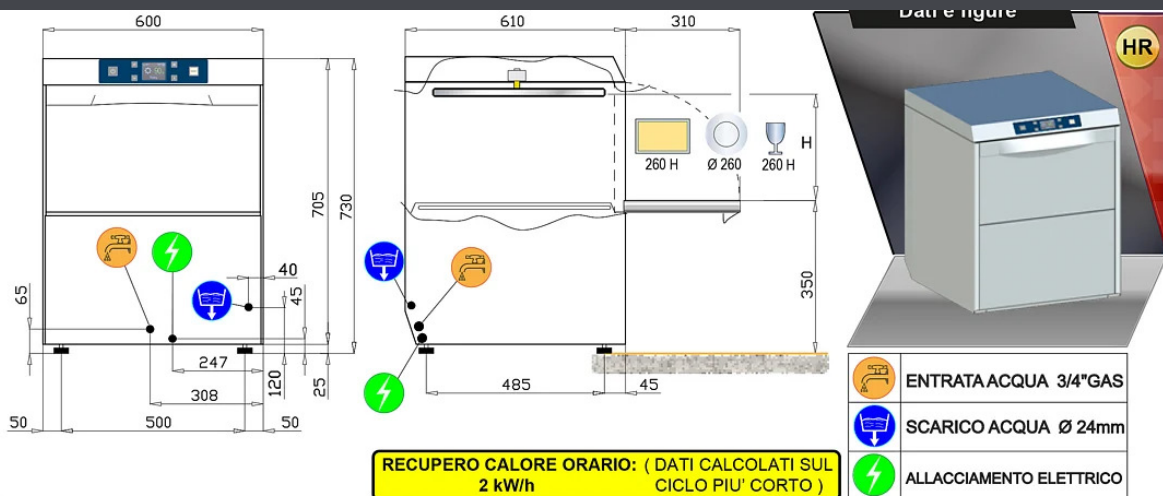 600
610
310
Dati e figure
HR
H
260 H
Ø 260
260 H
705
730
350
40
65
45
247
120
25
308
485
45
50
500
50
ENTRATA ACQUA 3/4"GAS
SCARICO ACQUA Ø 24mm
ALLACCIAMENTO ELETTRICO
RECUPERO CALORE ORARIO: ( DATI CALCOLATI SUL
2 kW/h CICLO PIU' CORTO )